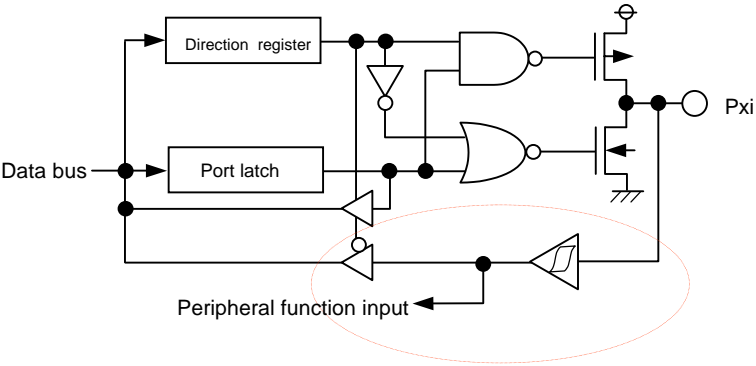 Direction register
Pxi
Data bus
Port latch
Peripheral function input